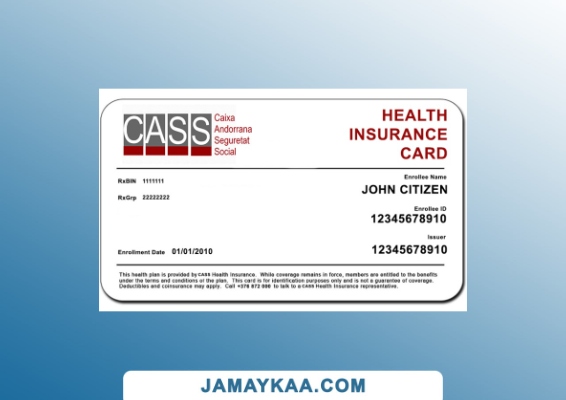 CASS
Caixa
Andorrana
Seguretat
Social
HEALTH
INSURANCE
CARD
RxBIN 1111111
RxGrp 22222222
Enrollee Name
JOHN CITIZEN
Enrollee ID
12345678910
Issuer
12345678910
Enrollment Date 01/01/2010
This health plan is provided by CASS Health Insurance. While coverage remains in force, members are entitled to the benefits
under the terms and conditions or the plan. This card is for identification purposes only and is not a guarantee of coverage.
Deductibles and coinsurance may apply. Call +376 872 000 to talk to a CASS Health Insurance representative.
JAMAYKAA.COM